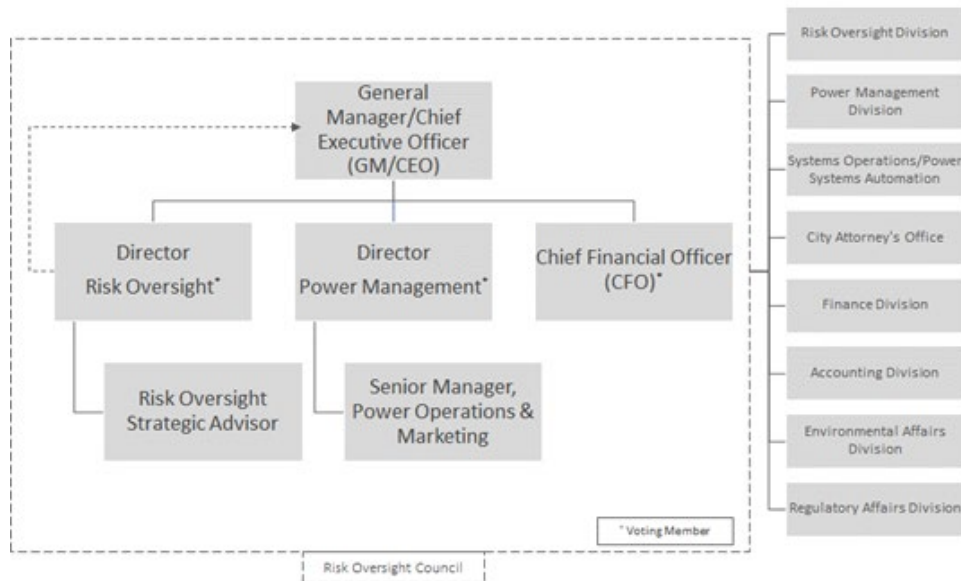 General
Manager/Chief
Executive Officer
(GM/CEO)
Director
Risk Oversight*
Director
Power Management*
Chief Financial Officer
(CFO)*
Risk Oversight
Strategic Advisor
Senior Manager,
Power Operations &
Marketing
* Voting Member
Risk Oversight Council
Risk Oversight Division
Power Management
Division
Systems Operations/Power
Systems Automation
City Attorney's Office
Finance Division
Accounting Division
Environmental Affairs
Division
Regulatory Affairs Division